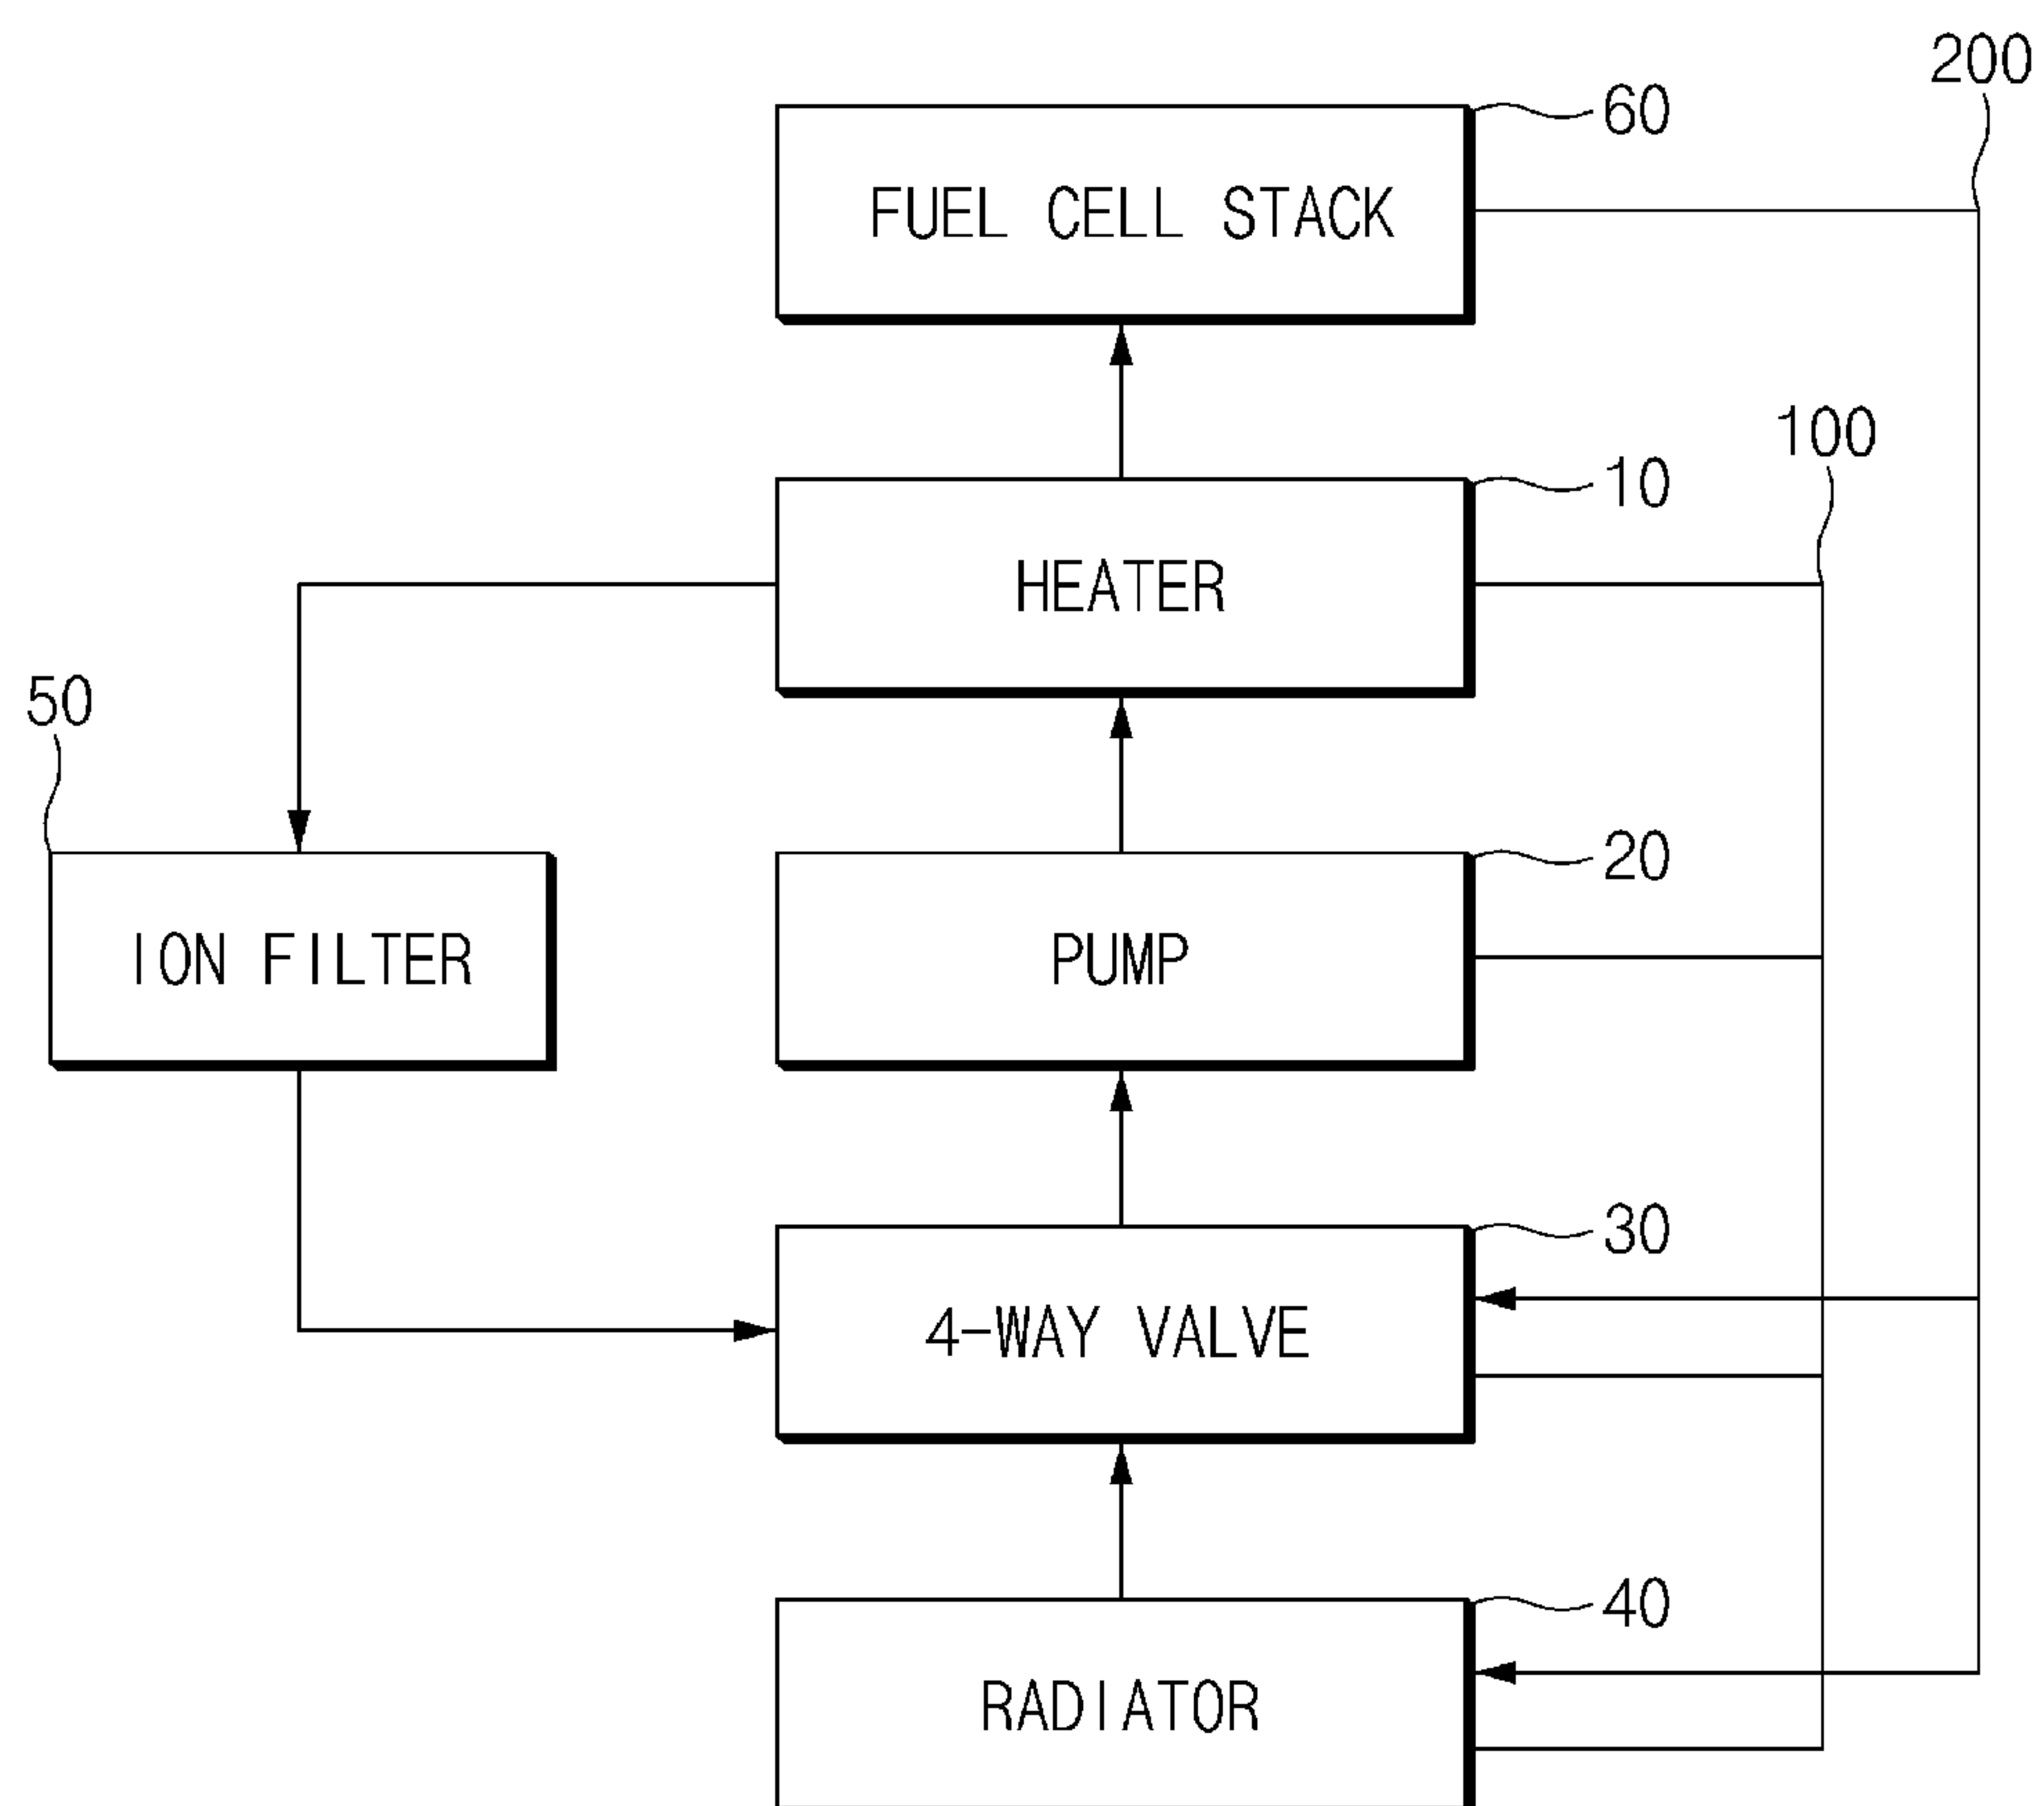 200
60
FUEL CELL STACK
100
10
HEATER
50
20
ION FILTER
PUMP
30
4-WAY VALVE
40
RADIATOR